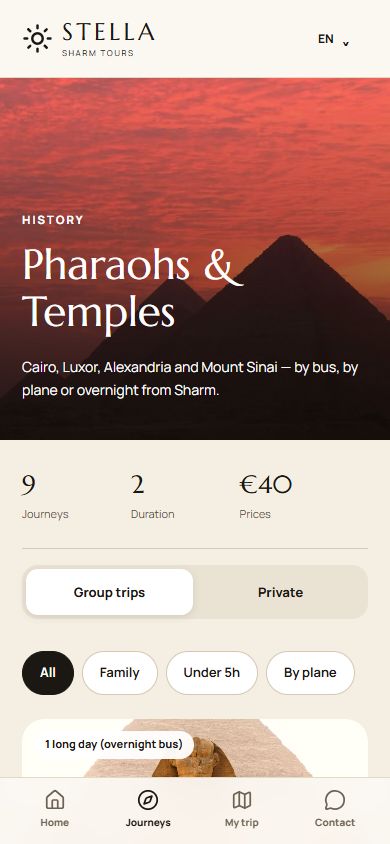 STELLA
SHARM TOURS
EN
HISTORY
Pharaohs &
Temples
Cairo, Luxor, Alexandria and Mount Sinai — by bus, by
plane or overnight from Sharm.
9
Journeys
2
Duration
€40
Prices
Group trips
Private
All
Family
Under 5h
By plane
1 long day (overnight bus)
Home
Journeys
My trip
Contact